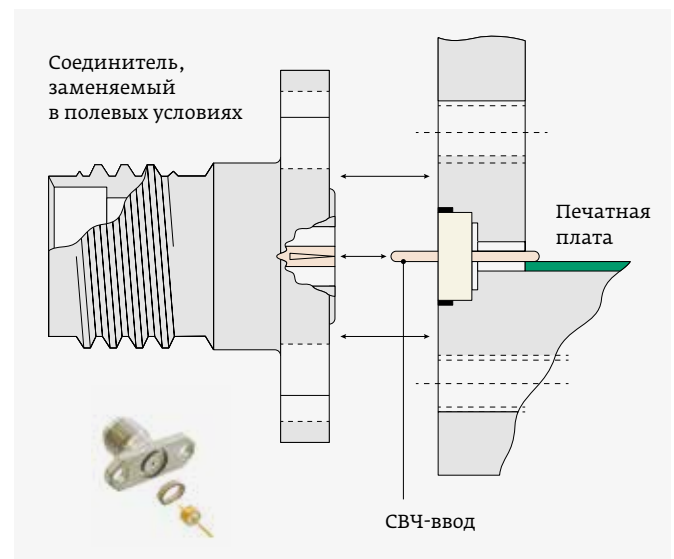 Соединитель,
заменяемый
в полевых условиях
Печатная
плата
СВЧ-ввод